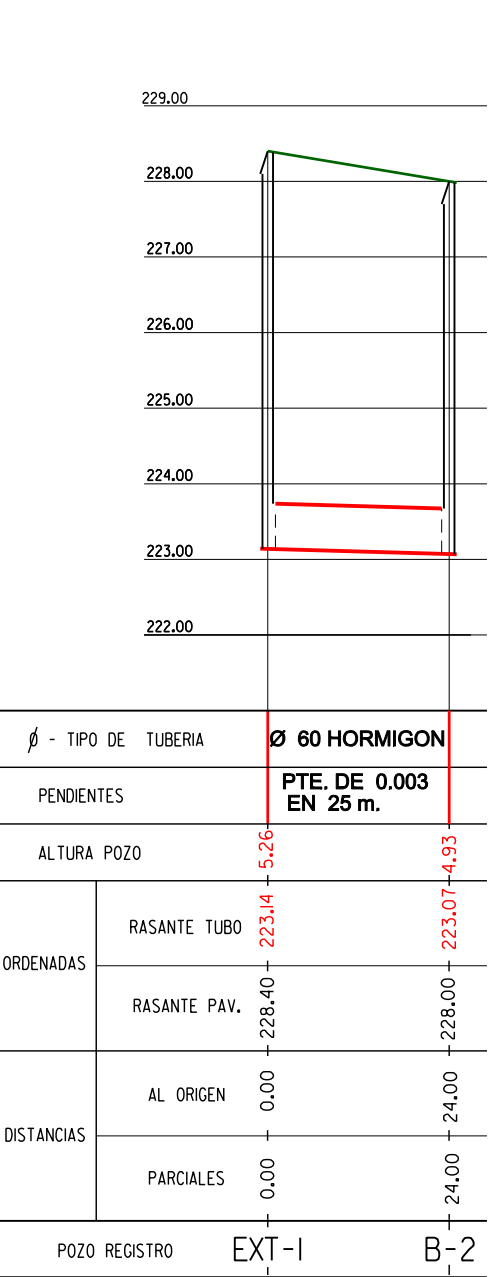 229.00
228.00
227.00
226.00
225.00
224.00
223.00
222.00
ø - TIPO DE TUBERIA
Ø 60 HORMIGON
PENDIENTES
PTE. DE 0.003
EN 25 m.
ALTURA POZO
5.26
4.93
ORDENADAS
RASANTE TUBO
223.14
223.07
RASANTE PAV.
228.40
228.00
DISTANCIAS
AL ORIGEN
0.00
24.00
PARCIALES
0.00
24.00
POZO REGISTRO
EXT-1
B-2